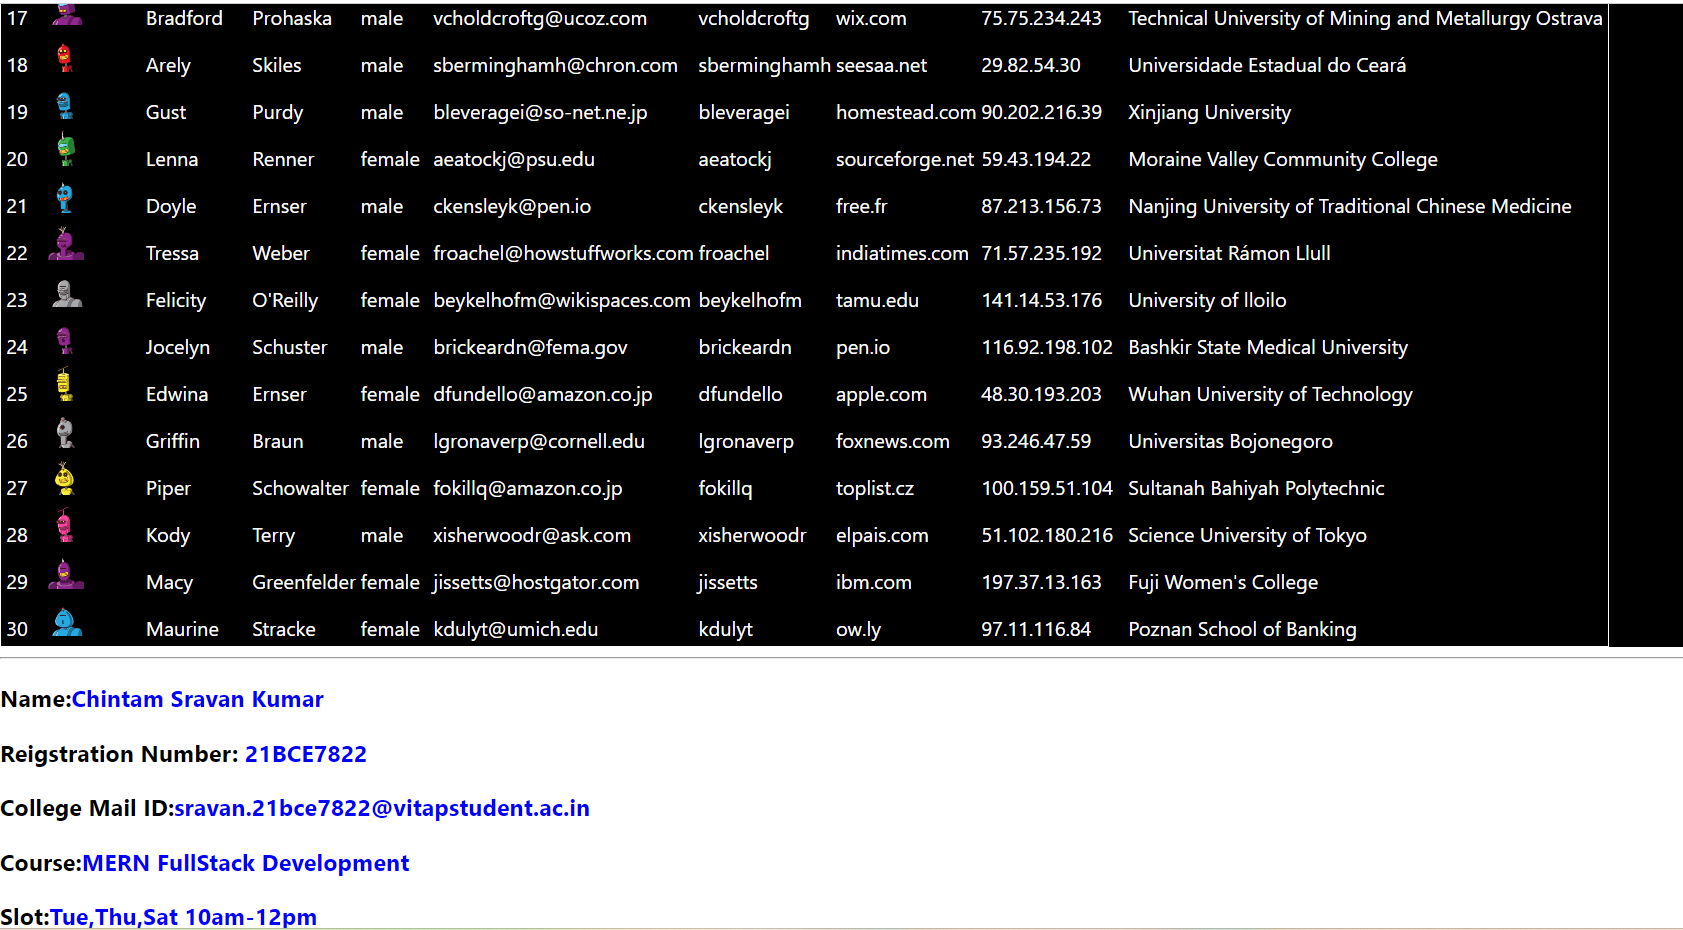 17 Bradford Prohaska male vcholdcroftg@ucoz.com vcholdcroftg wix.com 75.75.234.243 Technical University of Mining and Metallurgy Ostrava
18 Arely Skiles male sberminghamh@chron.com sberminghamh seesaa.net 29.82.54.30 Universidade Estadual do Ceará
19 Gust Purdy male bleveragei@so-net.ne.jp bleveragei homestead.com 90.202.216.39 Xinjiang University
20 Lenna Renner female aeatockj@psu.edu aeatockj sourceforge.net 59.43.194.22 Moraine Valley Community College
21 Doyle Ernser male ckensleyk@pen.io ckensleyk free.fr 87.213.156.73 Nanjing University of Traditional Chinese Medicine
22 Tressa Weber female froachel@howstuffworks.com froachel indiatimes.com 71.57.235.192 Universitat Rámon Llull
23 Felicity O'Reilly female beykelhofm@wikispaces.com beykelhofm tamu.edu 141.14.53.176 University of Iloilo
24 Jocelyn Schuster male brickeardn@fema.gov brickeardn pen.io 116.92.198.102 Bashkir State Medical University
25 Edwina Ernser female dfundello@amazon.co.jp dfundello apple.com 48.30.193.203 Wuhan University of Technology
26 Griffin Braun male lgronaverp@cornell.edu lgronaverp foxnews.com 93.246.47.59 Universitas Bojonegoro
27 Piper Schowalter female fokillq@amazon.co.jp fokillq toplist.cz 100.159.51.104 Sultanah Bahiyah Polytechnic
28 Kody Terry male xisherwoodr@ask.com xisherwoodr elpais.com 51.102.180.216 Science University of Tokyo
29 Macy Greenfelder female jissetts@hostgator.com jissetts ibm.com 197.37.13.163 Fuji Women's College
30 Maurine Stracke female kdulyt@umich.edu kdulyt ow.ly 97.11.116.84 Poznan School of Banking
Name:Chintam Sravan Kumar
Reigstration Number: 21BCE7822
College Mail ID:sravan.21bce7822@vitapstudent.ac.in
Course:MERN FullStack Development
Slot:Tue,Thu,Sat 10am-12pm